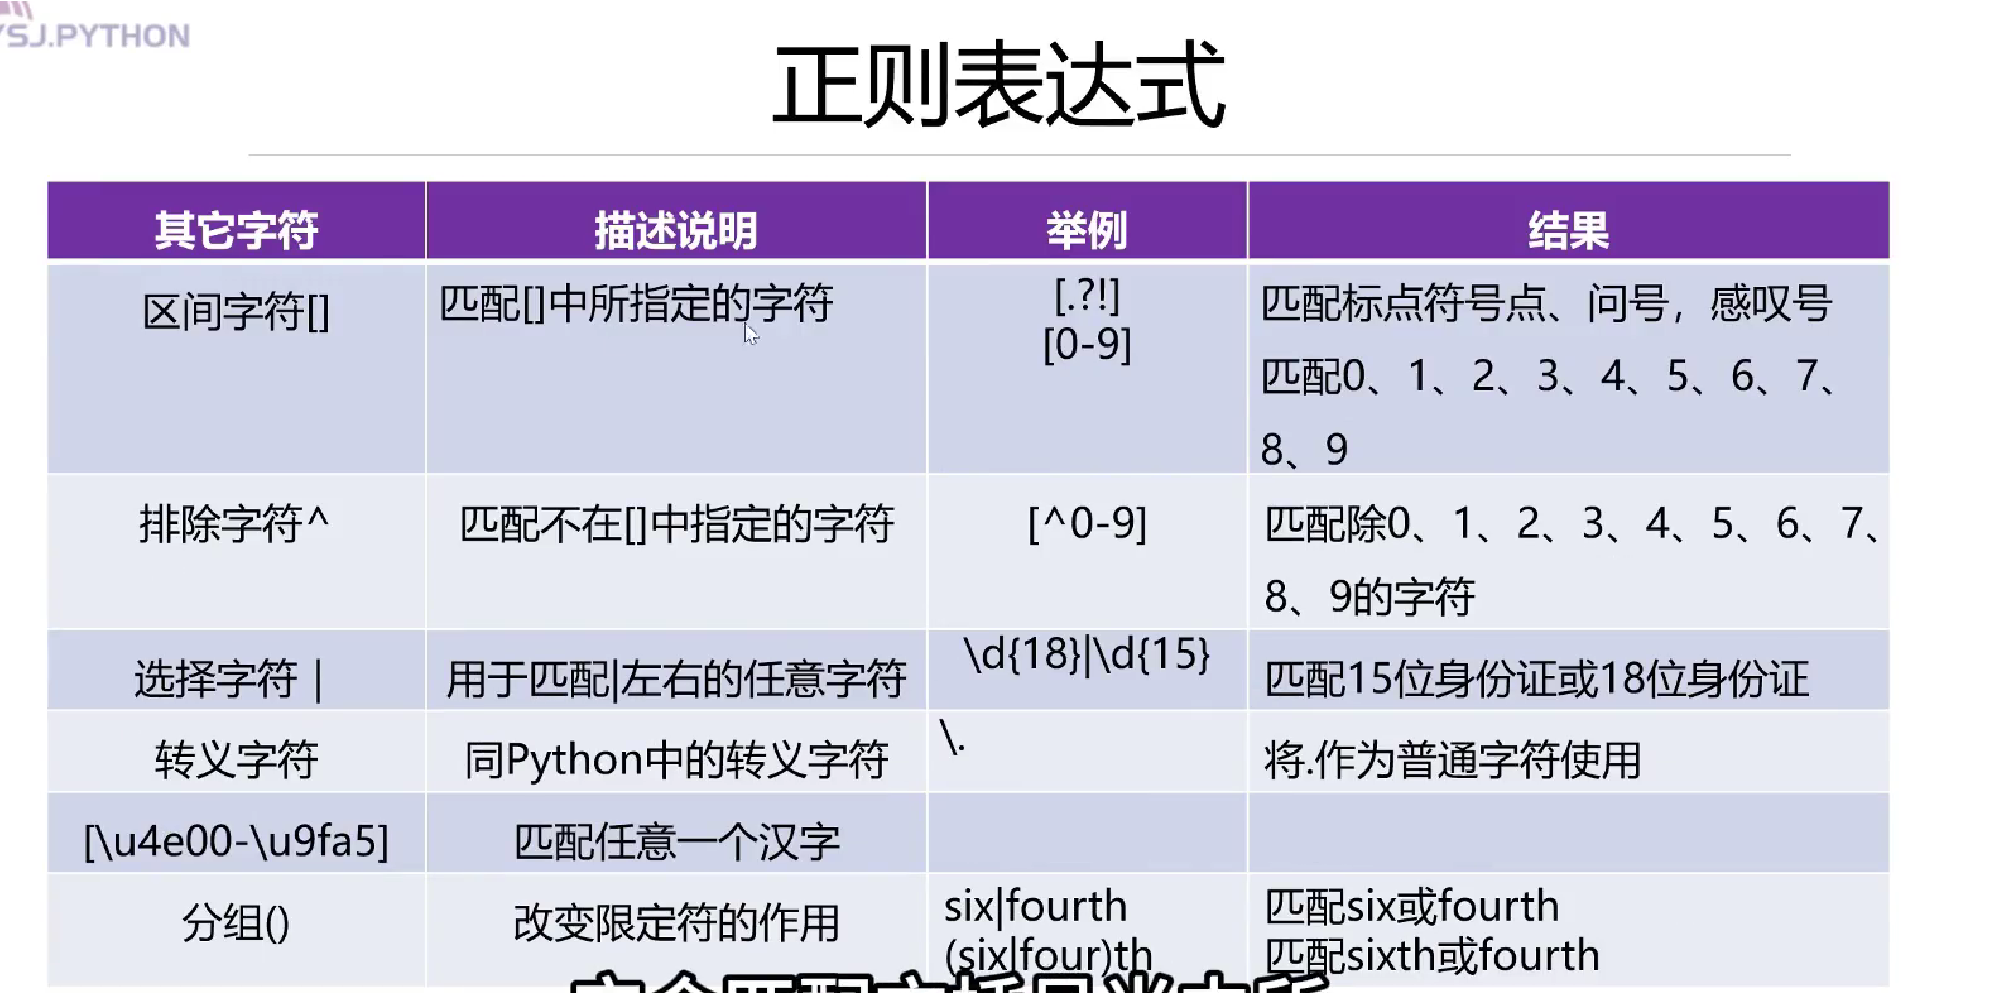 YSJ.PYTHON
正则表达式
其它字符 描述说明 举例 结果
区间字符[] 匹配[]中所指定的字符 [.?!] 匹配标点符号点、问号，感叹号
[0-9] 匹配0、1、2、3、4、5、6、7、
8、9
排除字符^ 匹配不在[]中指定的字符 [^0-9] 匹配除0、1、2、3、4、5、6、7、
8、9的字符
选择字符 | 用于匹配|左右的任意字符 \d{18}|\d{15} 匹配15位身份证或18位身份证
转义字符 同Python中的转义字符 \. 将.作为普通字符使用
[\u4e00-\u9fa5] 匹配任意一个汉字
分组() 改变限定符的作用 six|fourth 匹配six或fourth
(six|four)th 匹配sixth或fourth